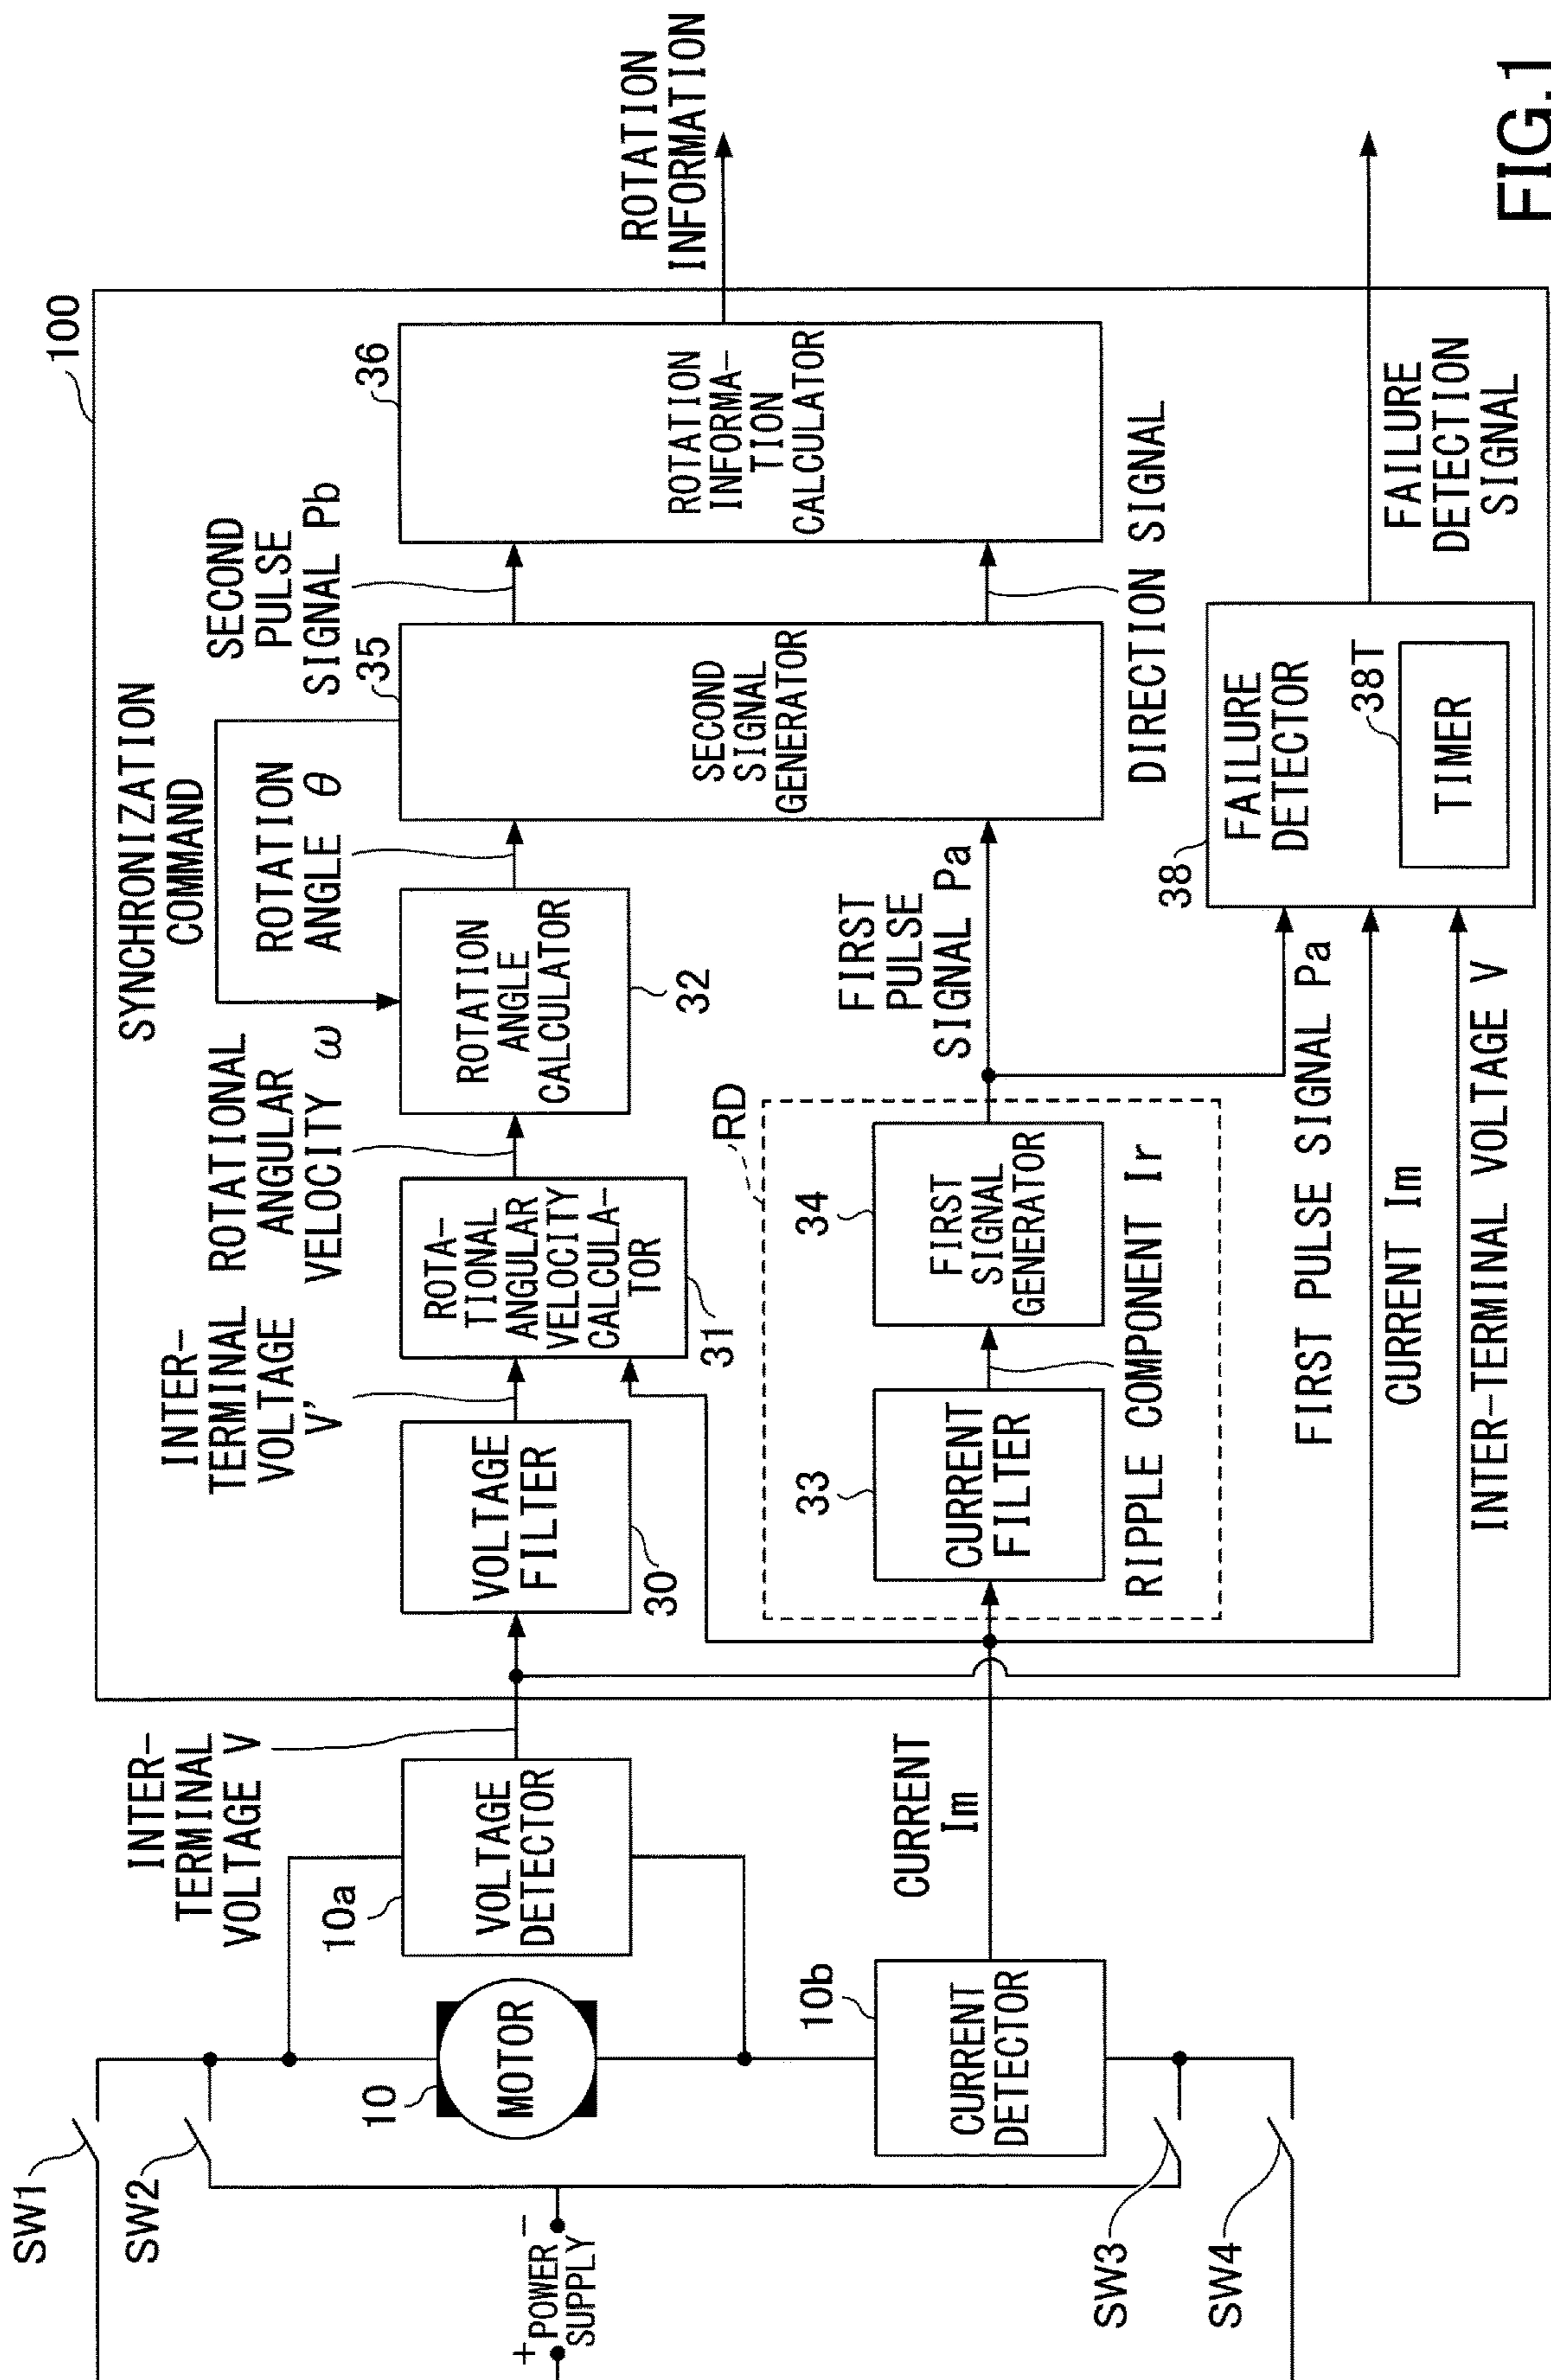 FIG.1
100
SW1
SW2
+
POWER
SUPPLY
−
SW3
SW4
10
MOTOR
10a
VOLTAGE
DETECTOR
10b
CURRENT
DETECTOR
INTER-
TERMINAL
VOLTAGE V
CURRENT
Im
VOLTAGE
FILTER
30
INTER-
TERMINAL
VOLTAGE
V'
ROTA-
TIONAL
ANGULAR
VELOCITY
CALCULA-
TOR
31
ROTATIONAL
ANGULAR
VELOCITY ω
ROTATION
ANGLE
CALCULATOR
32
SYNCHRONIZATION
COMMAND
ROTATION
ANGLE θ
35
SECOND
SIGNAL
GENERATOR
SECOND
PULSE
SIGNAL Pb
36
ROTATION
INFORMA-
TION
CALCULATOR
ROTATION
INFORMATION
DIRECTION SIGNAL
RD
33
CURRENT
FILTER
34
FIRST
SIGNAL
GENERATOR
RIPPLE COMPONENT Ir
FIRST
PULSE
SIGNAL Pa
FIRST PULSE SIGNAL Pa
CURRENT Im
INTER-TERMINAL VOLTAGE V
38
FAILURE
DETECTOR
38T
TIMER
FAILURE
DETECTION
SIGNAL